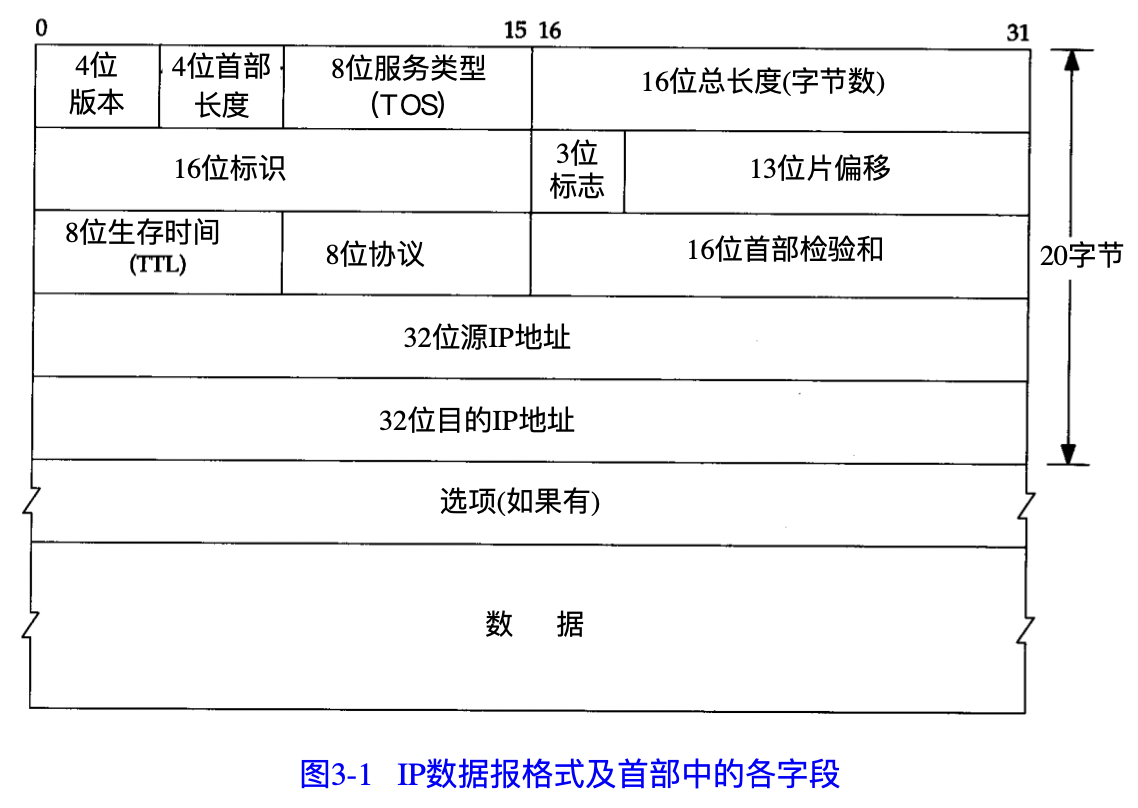 0 15 16 31
4位
版本
4位首部
长度
8位服务类型
(TOS)
16位总长度(字节数)
16位标识
3位
标志
13位片偏移
8位生存时间
(TTL)
8位协议
16位首部检验和
20字节
32位源IP地址
32位目的IP地址
选项(如果有)
数 据
图3-1 IP数据报格式及首部中的各字段